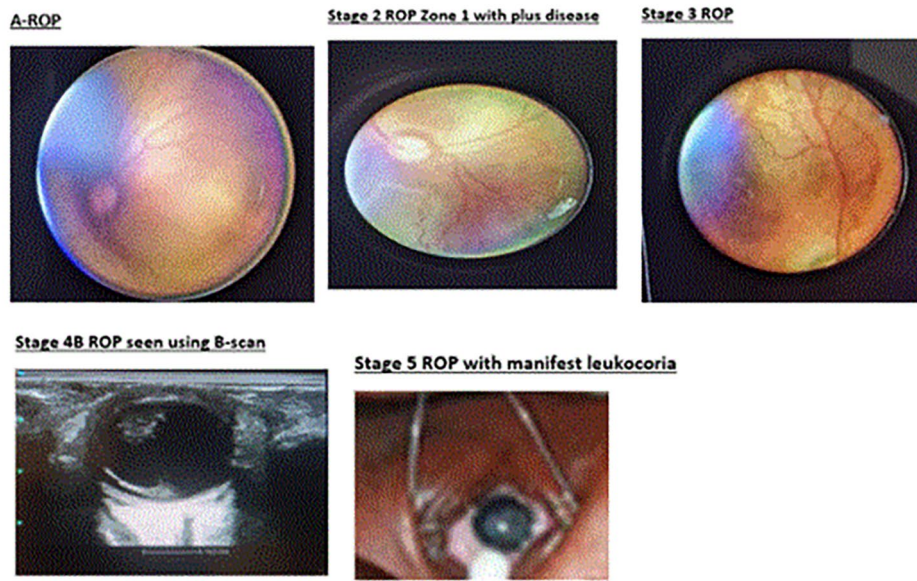 A-ROP
Stage 2 ROP Zone 1 with plus disease
Stage 3 ROP
Stage 4B ROP seen using B-scan
Stage 5 ROP with manifest leukocoria